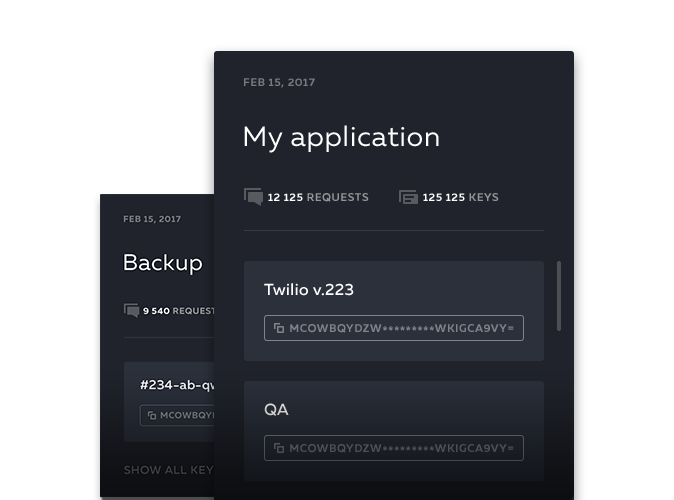 FEB 15, 2017
My application
12 125 REQUESTS
125 125 KEYS
Twilio v.223
MCOWBQYDZW•••••••••WKIGCA9VY=
QA
MCOWBQYDZW•••••••••WKIGCA9VY=
FEB 15, 2017
Backup
9 540 REQUEST
#234-ab-qv
MCOWBQY
SHOW ALL KEY